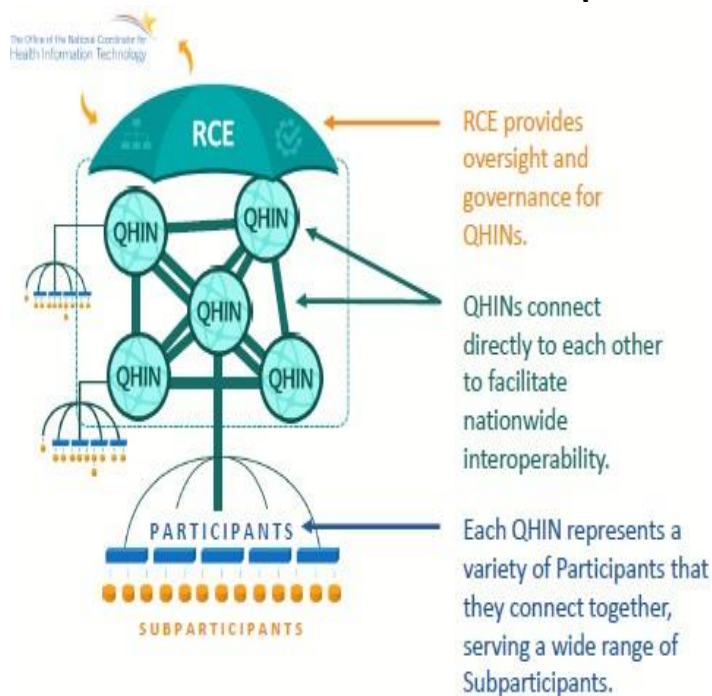 The Office of the National Coordinator for
Health Information Technology
RCE
QHIN
QHIN
QHIN
QHIN
QHIN
RCE provides
oversight and
governance for
QHINs.
QHINs connect
directly to each other
to facilitate
nationwide
interoperability.
PARTICIPANTS
SUBPARTICIPANTS
Each QHIN represents a
variety of Participants that
they connect together,
serving a wide range of
Subparticipants.